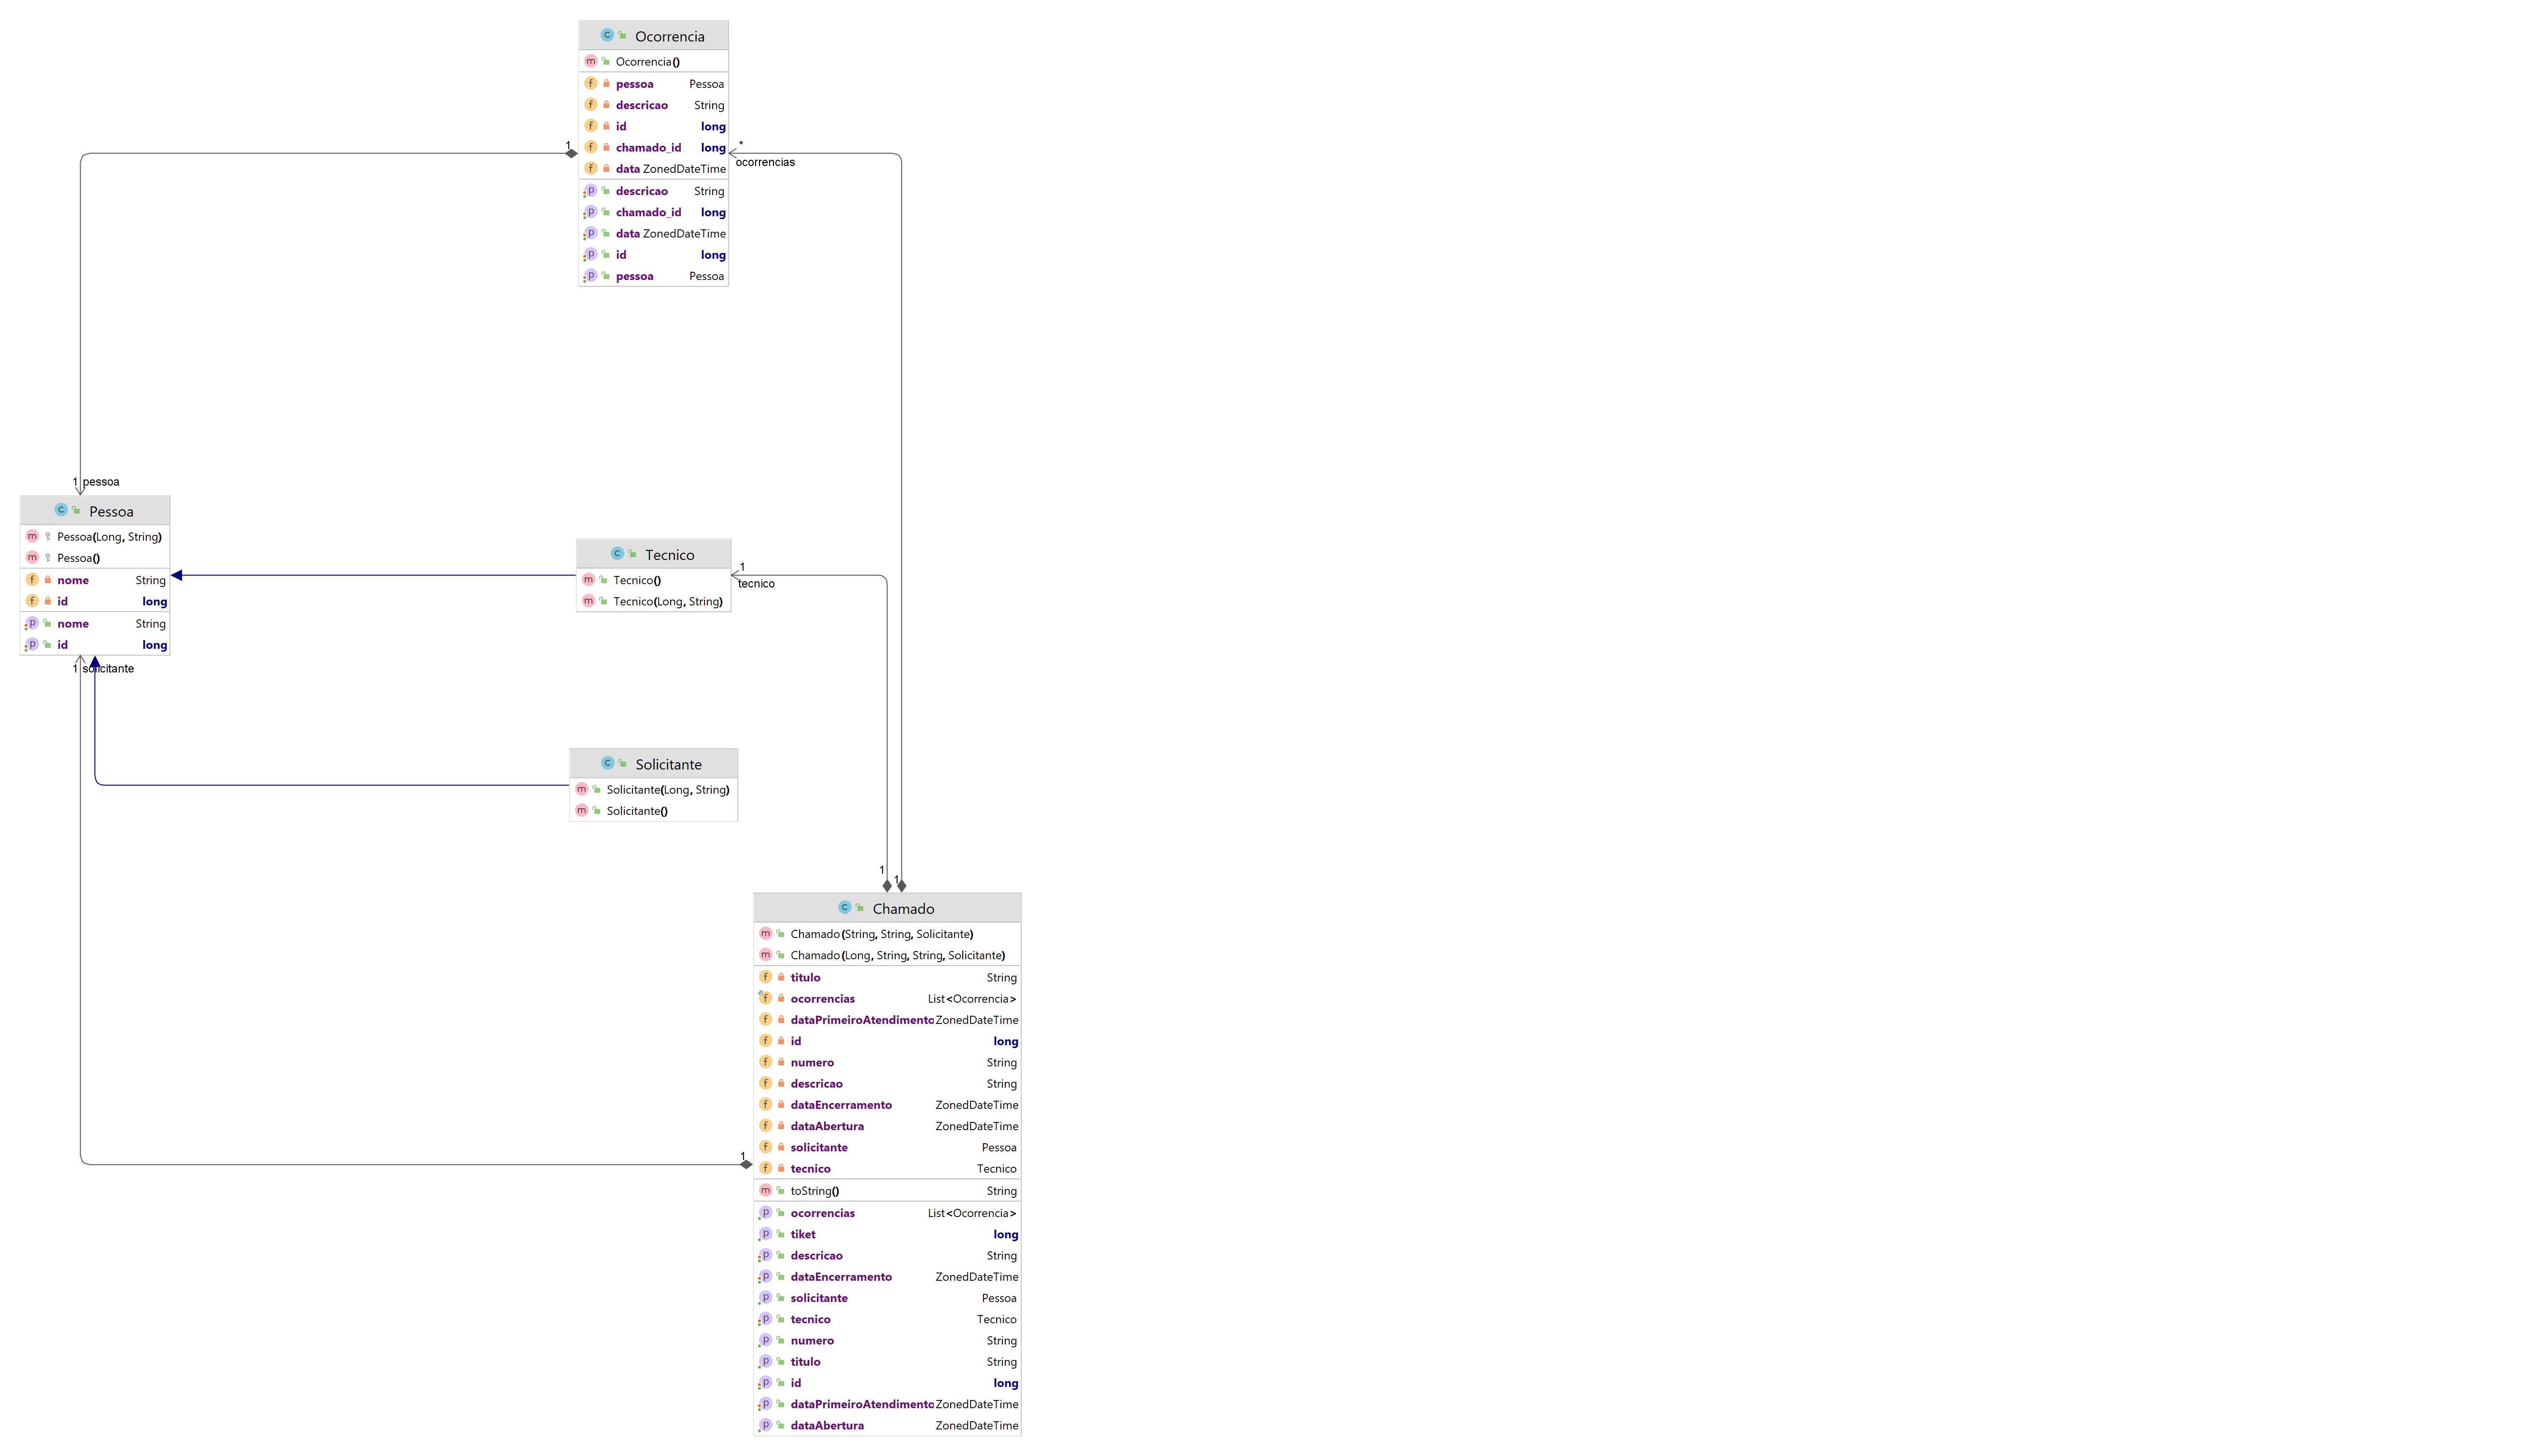 Ocorrencia
Ocorrencia()
pessoa Pessoa
descricao String
id long
chamado_id long
data ZonedDateTime
descricao String
chamado_id long
data ZonedDateTime
id long
pessoa Pessoa
1
*
ocorrencias
1 pessoa
Pessoa
Pessoa(Long, String)
Pessoa()
nome String
id long
nome String
id long
1 solicitante
Tecnico
Tecnico()
Tecnico(Long, String)
1
tecnico
Solicitante
Solicitante(Long, String)
Solicitante()
1
1
1
Chamado
Chamado(String, String, Solicitante)
Chamado(Long, String, String, Solicitante)
titulo String
ocorrencias List<Ocorrencia>
dataPrimeiroAtendimento ZonedDateTime
id long
numero String
descricao String
dataEncerramento ZonedDateTime
dataAbertura ZonedDateTime
solicitante Pessoa
tecnico Tecnico
toString() String
ocorrencias List<Ocorrencia>
tiket long
descricao String
dataEncerramento ZonedDateTime
solicitante Pessoa
tecnico Tecnico
numero String
titulo String
id long
dataPrimeiroAtendimento ZonedDateTime
dataAbertura ZonedDateTime